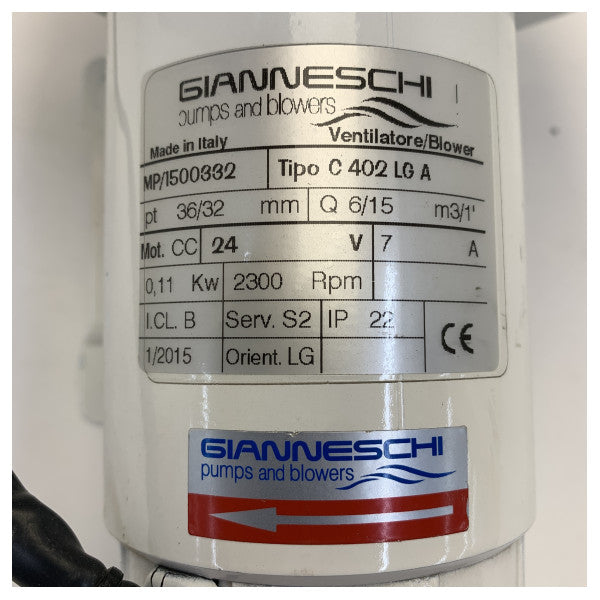 GIANNESCHI
pumps and blowers
Made in Italy Ventilatore/Blower
MP/1500332 Tipo C 402 LG A
pt 36/32 mm Q 6/15 m3/1'
Mot. CC 24 V 7 A
0,11 Kw 2300 Rpm
I.CL. B Serv. S2 IP 22 CE
1/2015 Orient. LG
GIANNESCHI
pumps and blowers